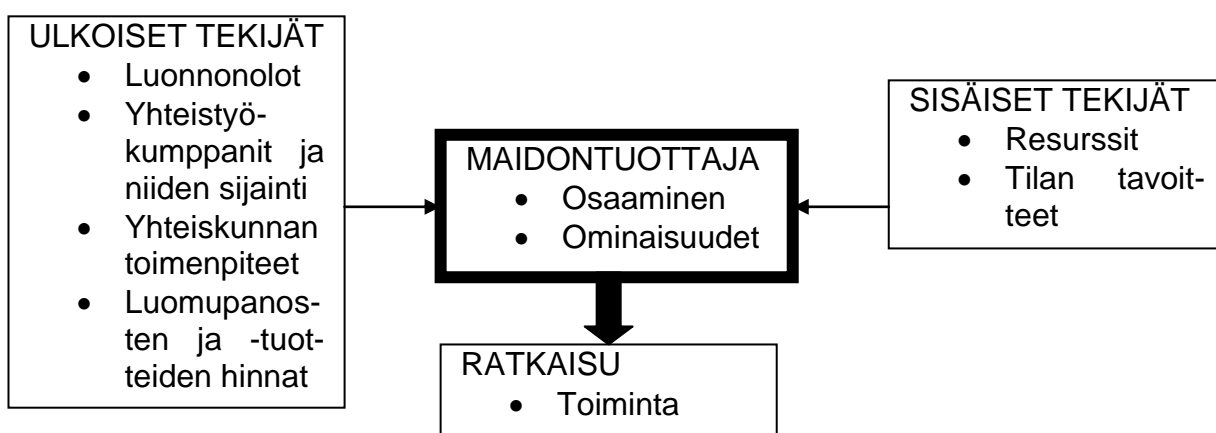 ULKOISET TEKIJÄT
• Luonnonolot
• Yhteistyö-
kumppanit ja
niiden sijainti
• Yhteiskunnan
toimenpiteet
• Luomupanos-
ten ja -tuot-
teiden hinnat
MAIDONTUOTTAJA
• Osaaminen
• Ominaisuudet
SISÄISET TEKIJÄT
• Resurssit
• Tilan tavoit-
teet
RATKAISU
• Toiminta